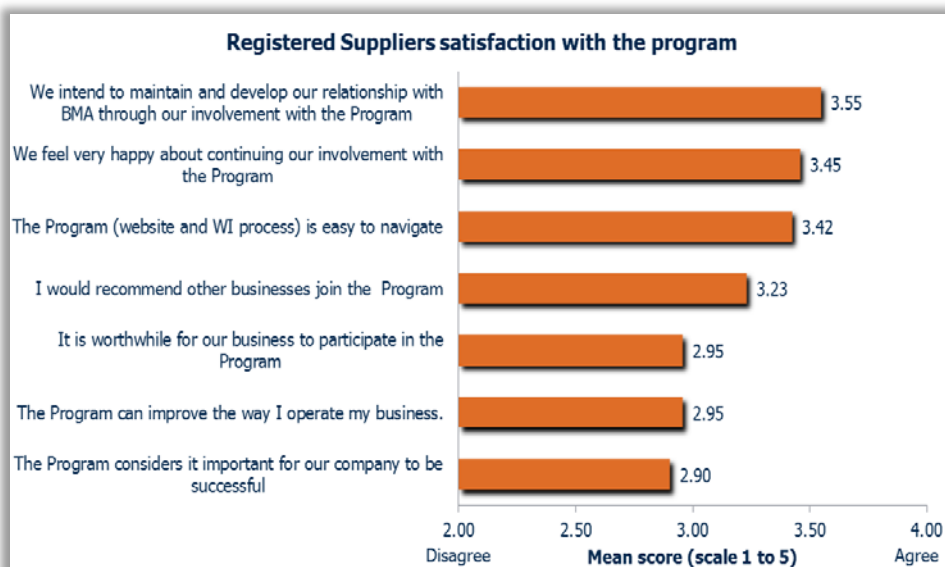 Registered Suppliers satisfaction with the program
We intend to maintain and develop our relationship with
BMA through our involvement with the Program
3.55
We feel very happy about continuing our involvement with
the Program
3.45
The Program (website and WI process) is easy to navigate
3.42
I would recommend other businesses join the Program
3.23
It is worthwhile for our business to participate in the
Program
2.95
The Program can improve the way I operate my business.
2.95
The Program considers it important for our company to be
successful
2.90
2.00 2.50 3.00 3.50 4.00
Disagree Mean score (scale 1 to 5) Agree